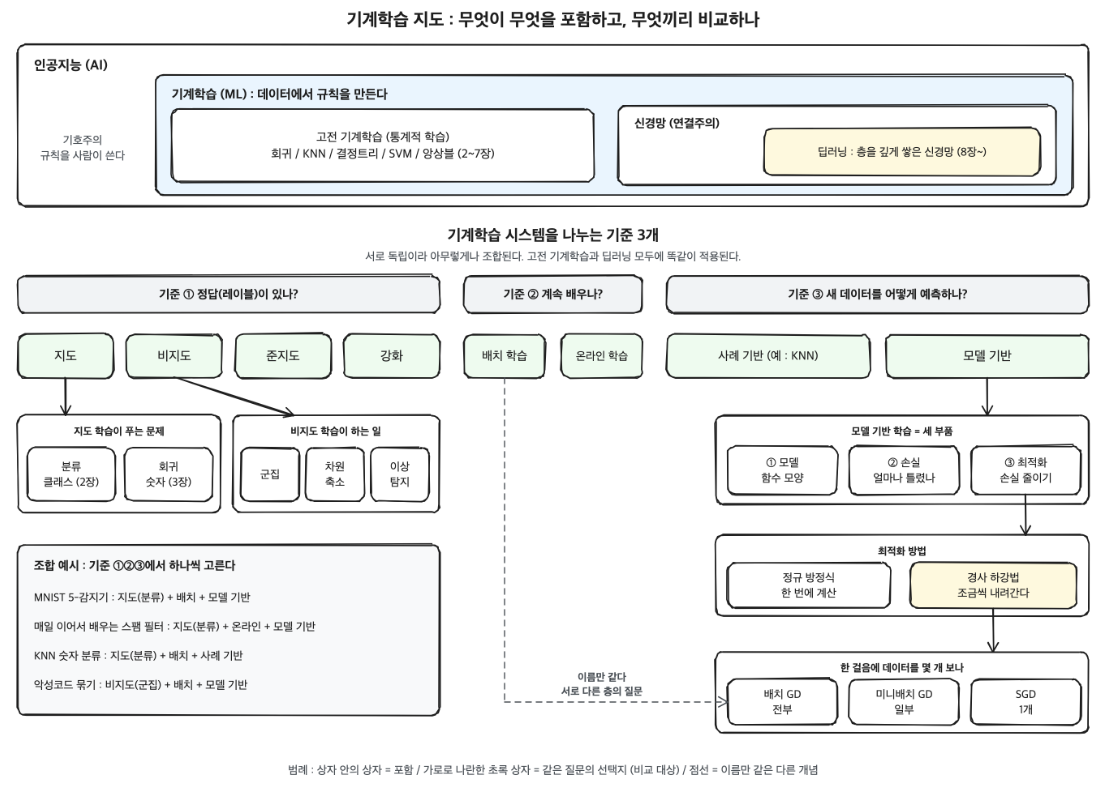 기계학습 지도 : 무엇이 무엇을 포함하고, 무엇끼리 비교하나
인공지능 (AI)
기호주의
규칙을 사람이 쓴다
기계학습 (ML) : 데이터에서 규칙을 만든다
고전 기계학습 (통계적 학습)
회귀 / KNN / 결정트리 / SVM / 앙상블 (2~7장)
신경망 (연결주의)
딥러닝 : 층을 깊게 쌓은 신경망 (8장~)
기계학습 시스템을 나누는 기준 3개
서로 독립이라 아무렇게나 조합된다. 고전 기계학습과 딥러닝 모두에 똑같이 적용된다.
기준 ① 정답(레이블)이 있나?
지도
비지도
준지도
강화
지도 학습이 푸는 문제
분류
클래스 (2장)
회귀
숫자 (3장)
비지도 학습이 하는 일
군집
차원
축소
이상
탐지
기준 ② 계속 배우나?
배치 학습
온라인 학습
기준 ③ 새 데이터를 어떻게 예측하나?
사례 기반 (예 : KNN)
모델 기반
모델 기반 학습 = 세 부품
① 모델
함수 모양
② 손실
얼마나 틀렸나
③ 최적화
손실 줄이기
최적화 방법
정규 방정식
한 번에 계산
경사 하강법
조금씩 내려간다
한 걸음에 데이터를 몇 개 보나
배치 GD
전부
미니배치 GD
일부
SGD
1개
이름만 같다
서로 다른 층의 질문
조합 예시 : 기준 ①②③에서 하나씩 고른다
MNIST 5-감지기 : 지도(분류) + 배치 + 모델 기반
매일 이어서 배우는 스팸 필터 : 지도(분류) + 온라인 + 모델 기반
KNN 숫자 분류 : 지도(분류) + 배치 + 사례 기반
악성코드 묶기 : 비지도(군집) + 배치 + 모델 기반
범례 : 상자 안의 상자 = 포함 / 가로로 나란한 초록 상자 = 같은 질문의 선택지 (비교 대상) / 점선 = 이름만 같은 다른 개념